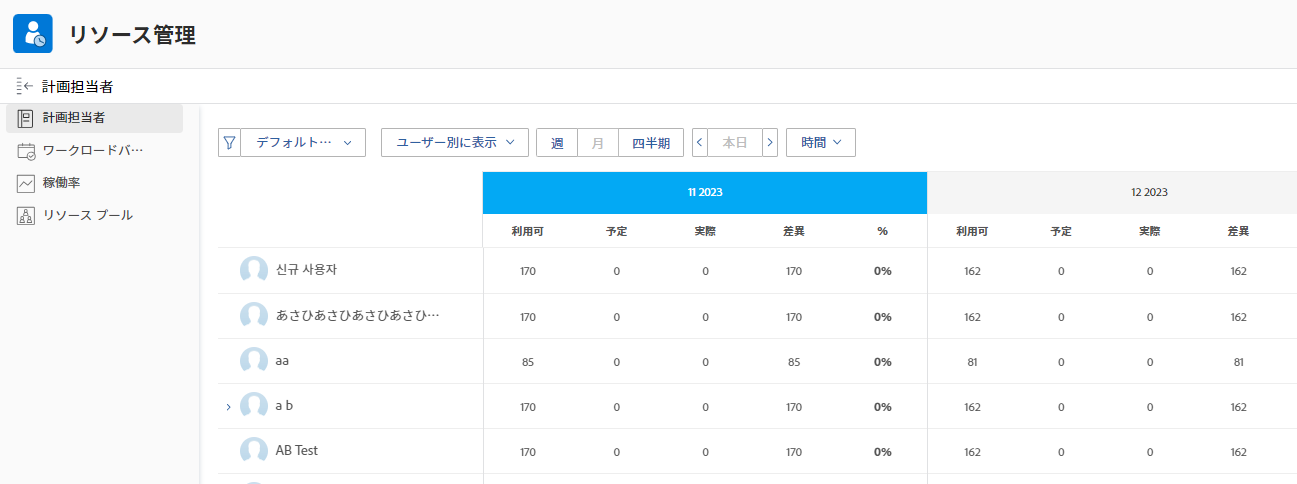 リソース管理
計画担当者
計画担当者
ワークロードバ…
稼働率
リソース プール
デフォルト… ユーザー別に表示 週 月 四半期 本日 時間
11 2023 12 2023
利用可 予定 実際 差異 % 利用可 予定 実際 差異
신규 사용자 170 0 0 170 0% 162 0 0 162
あさひあさひあさひあさひ… 170 0 0 170 0% 162 0 0 162
aa 85 0 0 85 0% 81 0 0 81
a b 170 0 0 170 0% 162 0 0 162
AB Test 170 0 0 170 0% 162 0 0 162